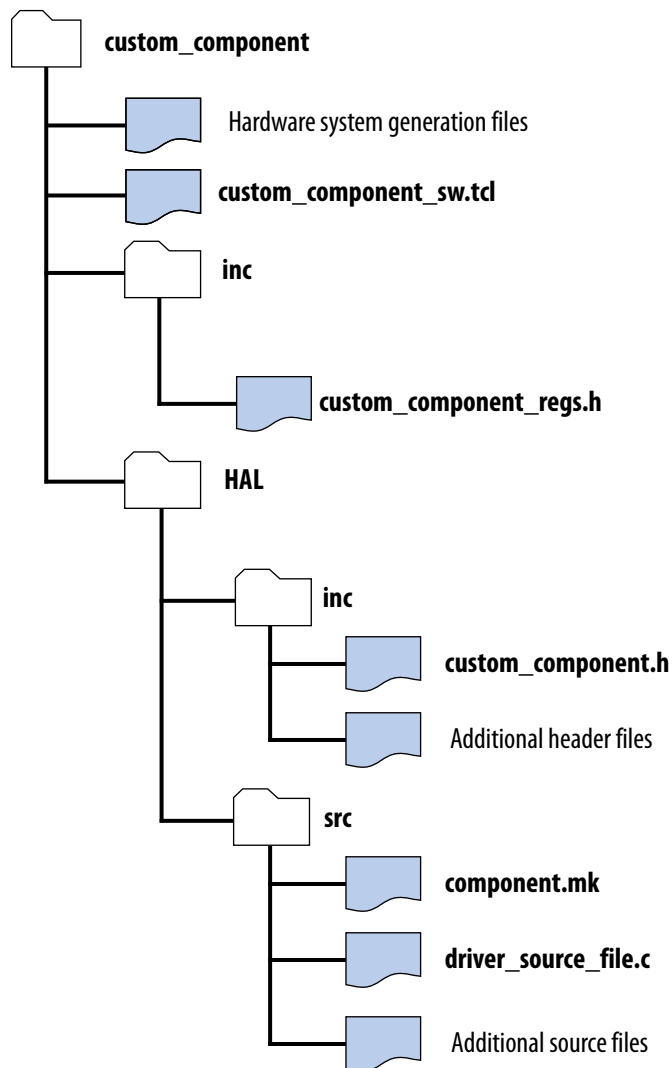 custom_component
Hardware system generation files
custom_component_sw.tcl
inc
custom_component_regs.h
HAL
inc
custom_component.h
Additional header files
src
component.mk
driver_source_file.c
Additional source files